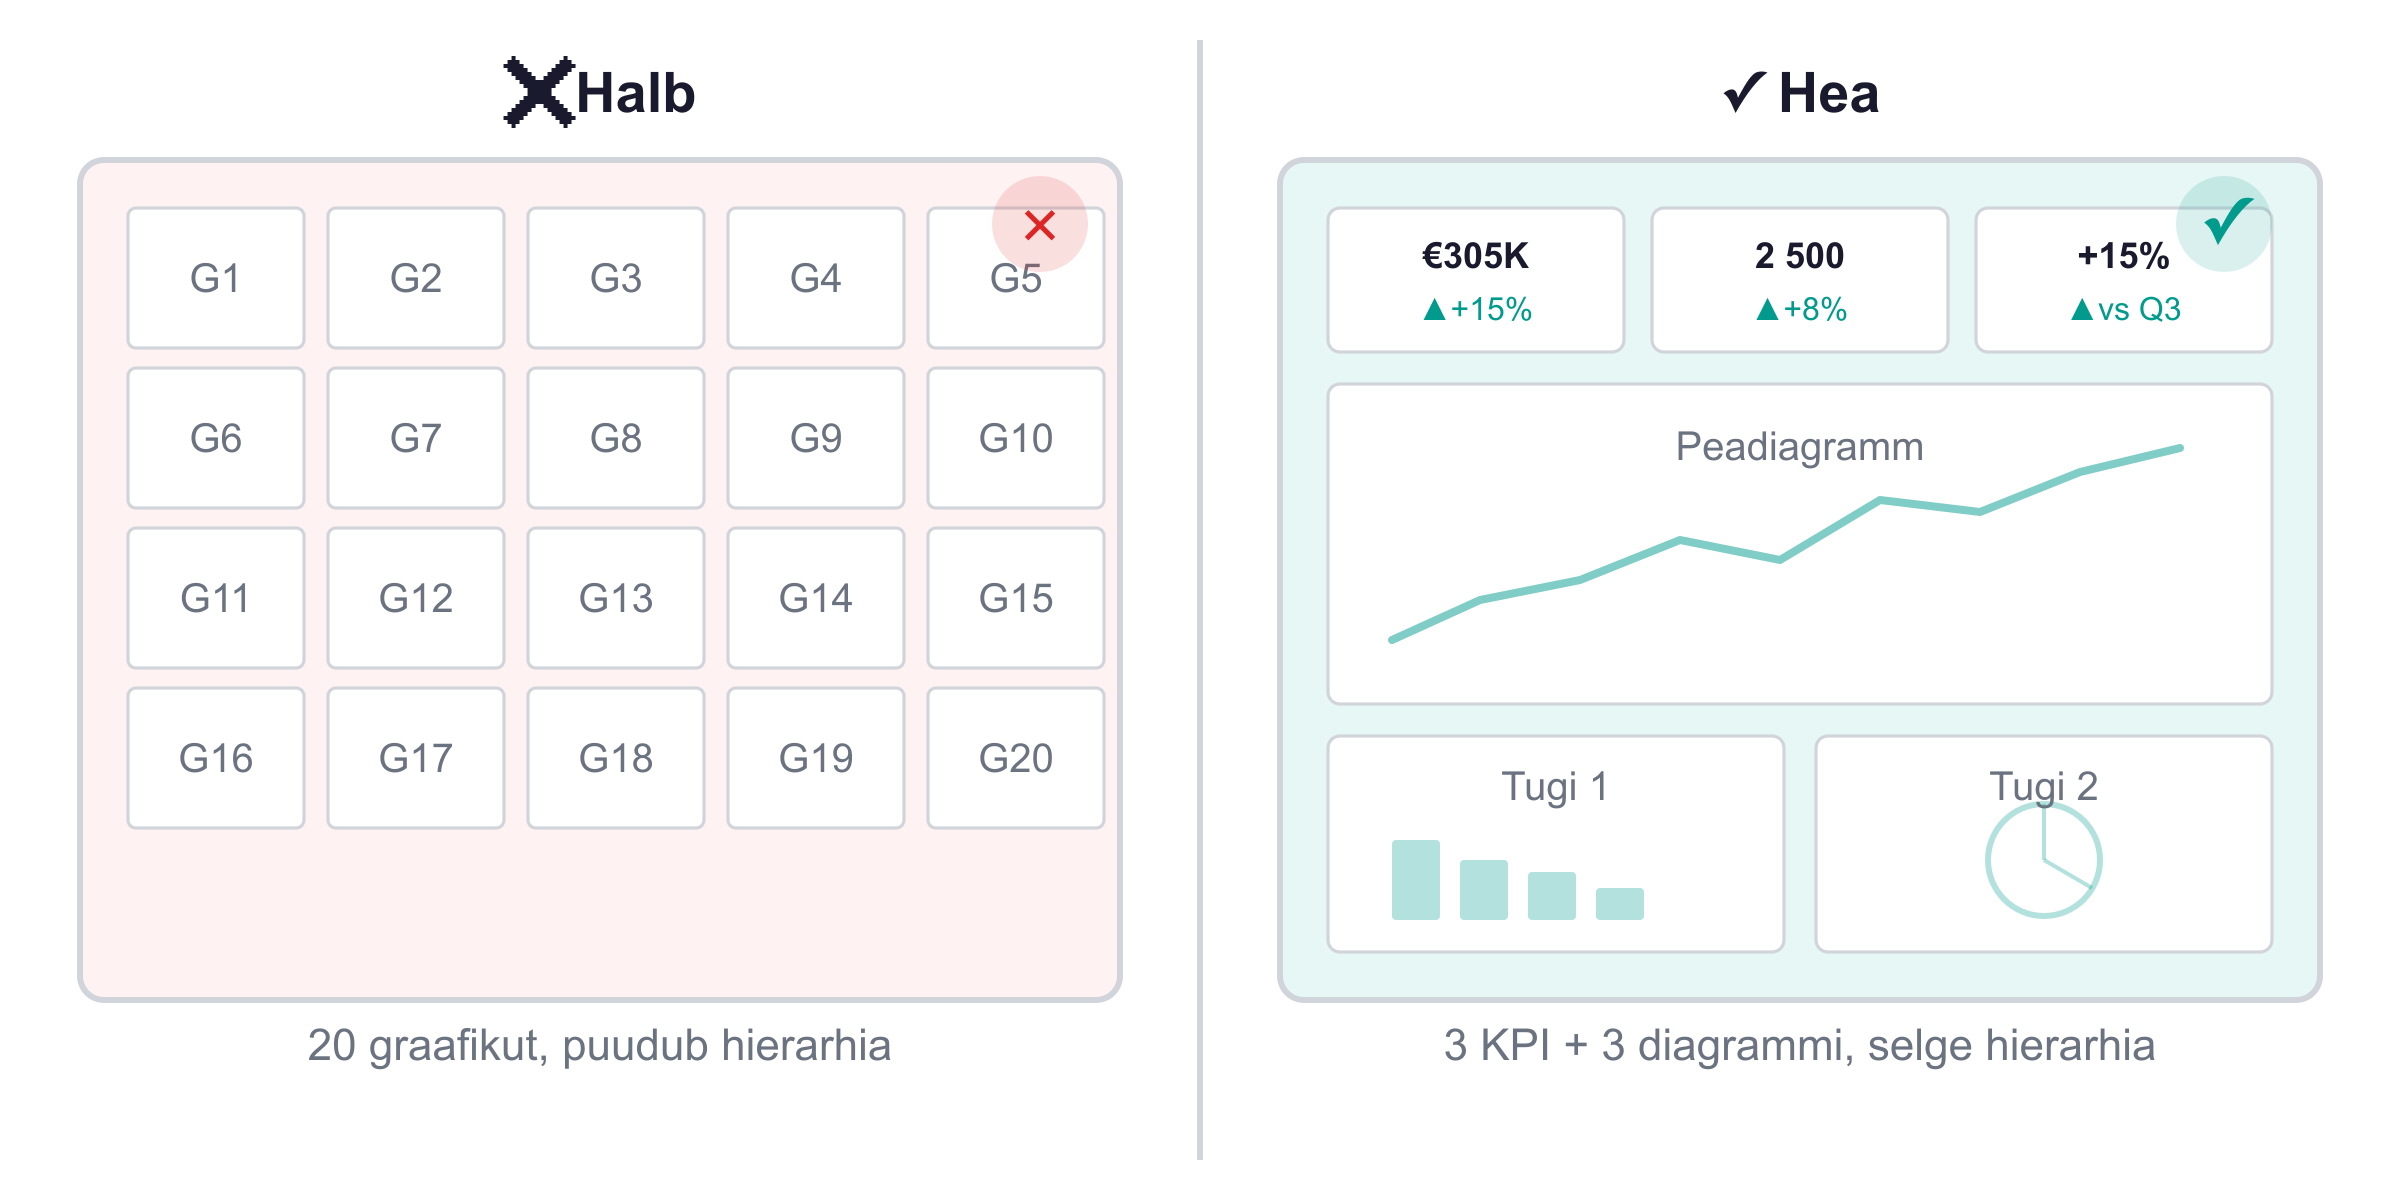 ❌Halb
✕
G1 G2 G3 G4 G5
G6 G7 G8 G9 G10
G11 G12 G13 G14 G15
G16 G17 G18 G19 G20
20 graafikut, puudub hierarhia
✓ Hea
✓
€305K 2 500 +15%
▲+15% ▲+8% ▲vs Q3
Peadiagramm
Tugi 1 Tugi 2
3 KPI + 3 diagrammi, selge hierarhia